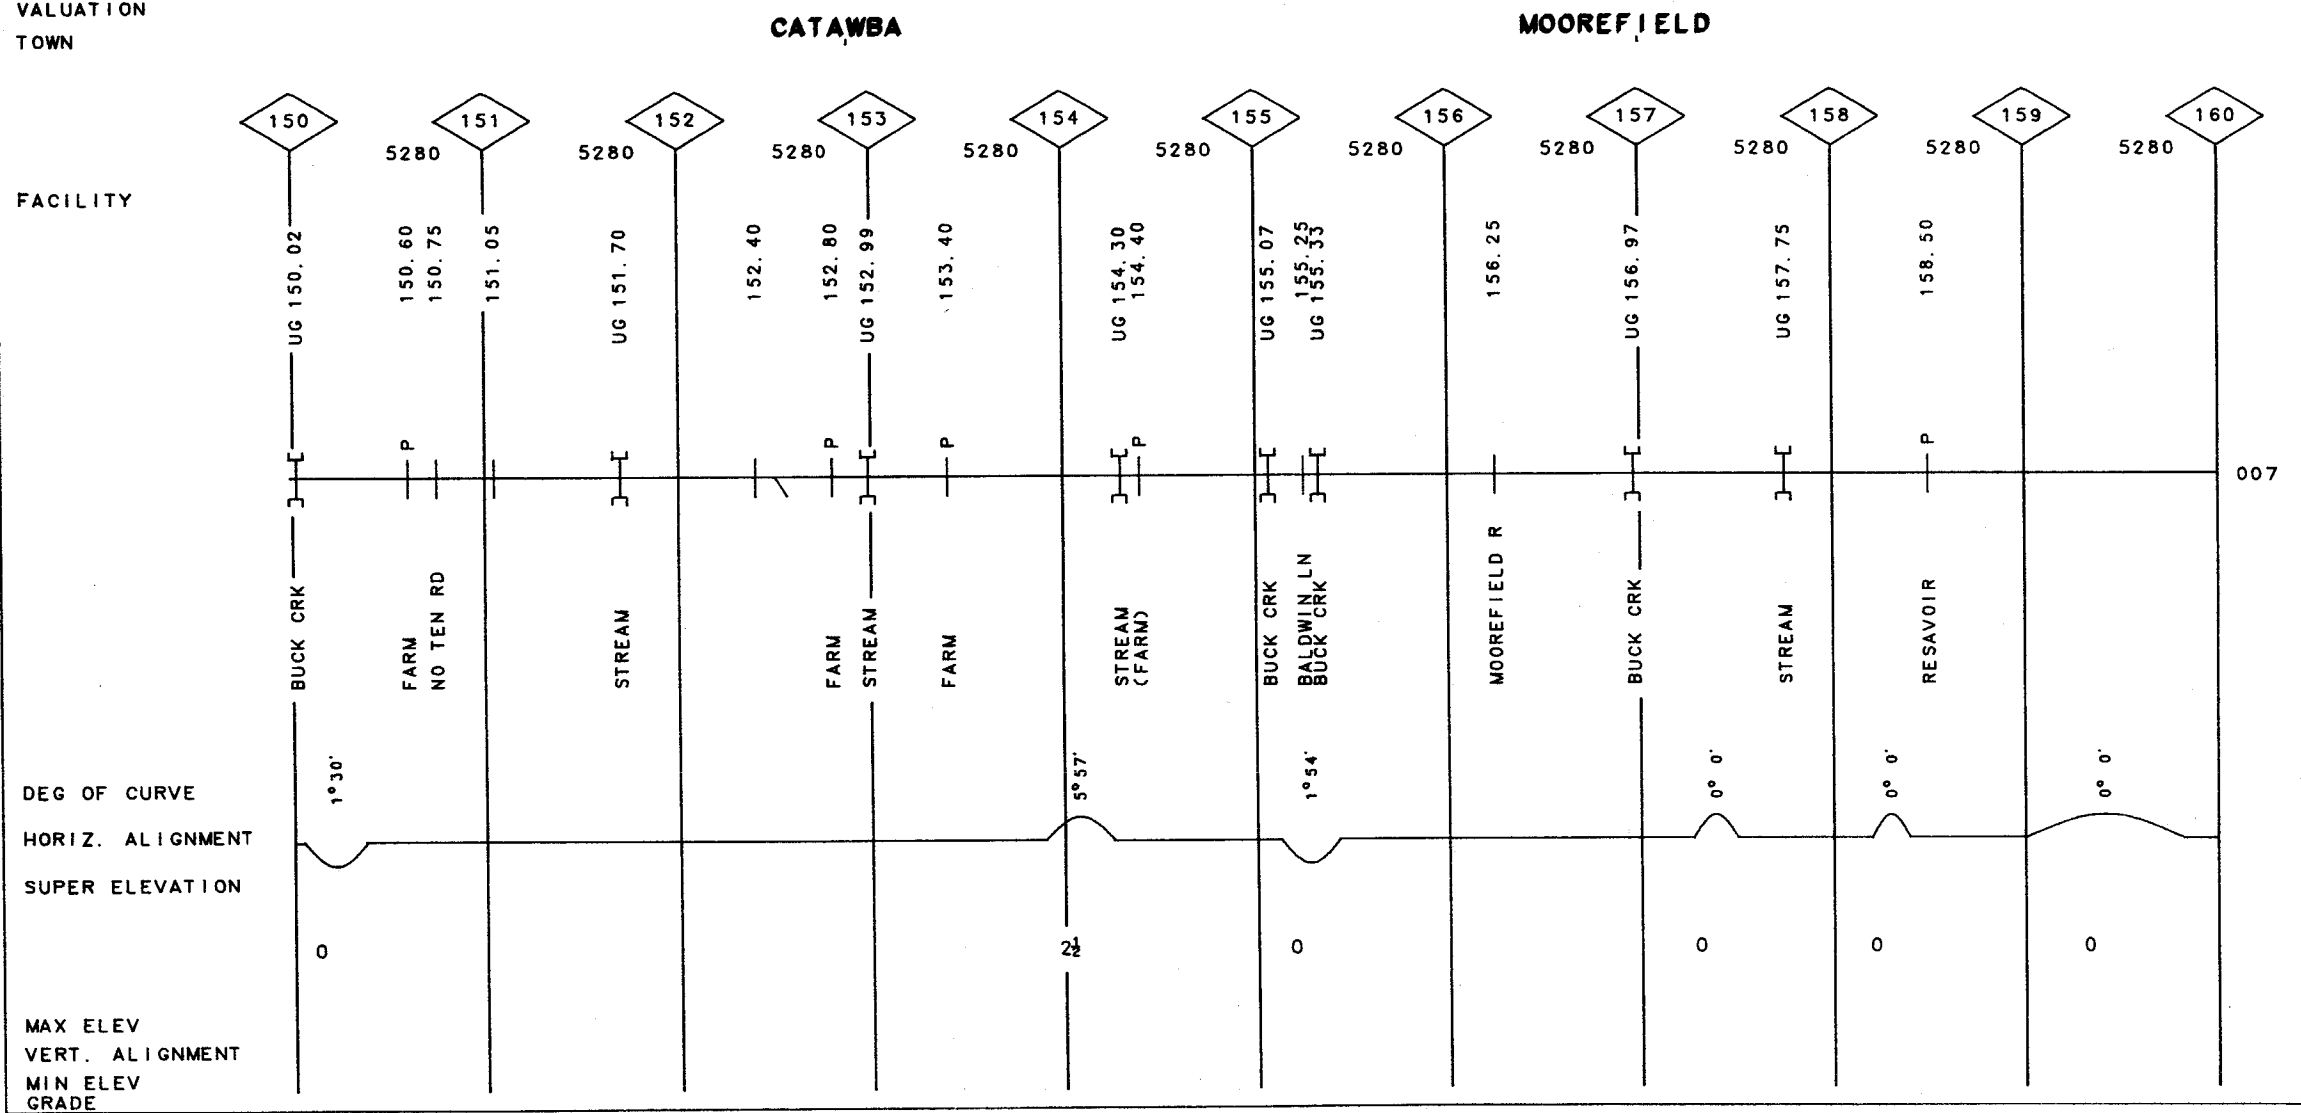 VALUATION
TOWN
CATAWBA
MOOREFIELD
150
151
152
153
154
155
156
157
158
159
160
5280
5280
5280
5280
5280
5280
5280
5280
5280
5280
FACILITY
UG 150.02
150.60
150.75
151.05
UG 151.70
152.40
152.80
UG 152.99
153.40
UG 154.30
154.40
UG 155.07
155.25
UG 155.33
156.25
UG 156.97
UG 157.75
158.50
P
P
P
P
P
007
BUCK CRK
FARM
NO TEN RD
STREAM
FARM
STREAM
FARM
STREAM
(FARM)
BUCK CRK
BALDWIN LN
BUCK CRK
MOOREFIELD R
BUCK CRK
STREAM
RESAVOIR
DEG OF CURVE
1°30'
5°57'
1°54'
0° 0'
0° 0'
0° 0'
HORIZ. ALIGNMENT
SUPER ELEVATION
0
2½
0
0
0
0
MAX ELEV
VERT. ALIGNMENT
MIN ELEV
GRADE